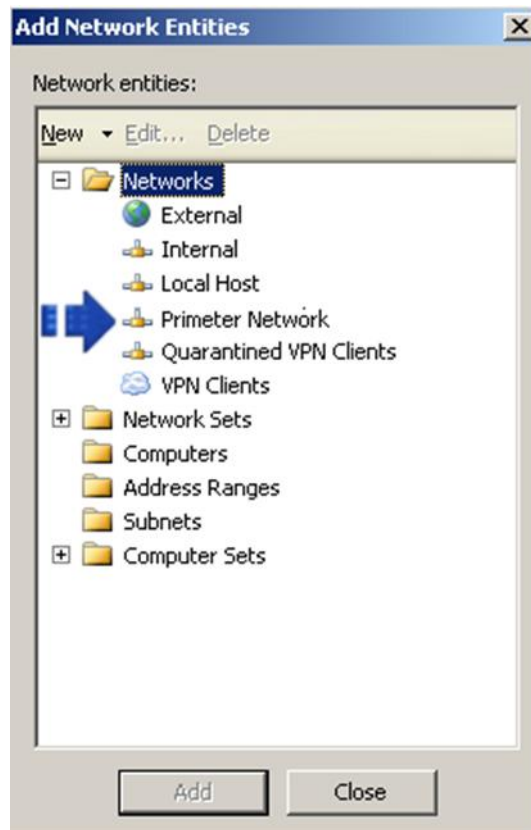 Add Network Entities
Network entities:
New Edit... Delete
Networks
External
Internal
Local Host
Primeter Network
Quarantined VPN Clients
VPN Clients
Network Sets
Computers
Address Ranges
Subnets
Computer Sets
Add Close